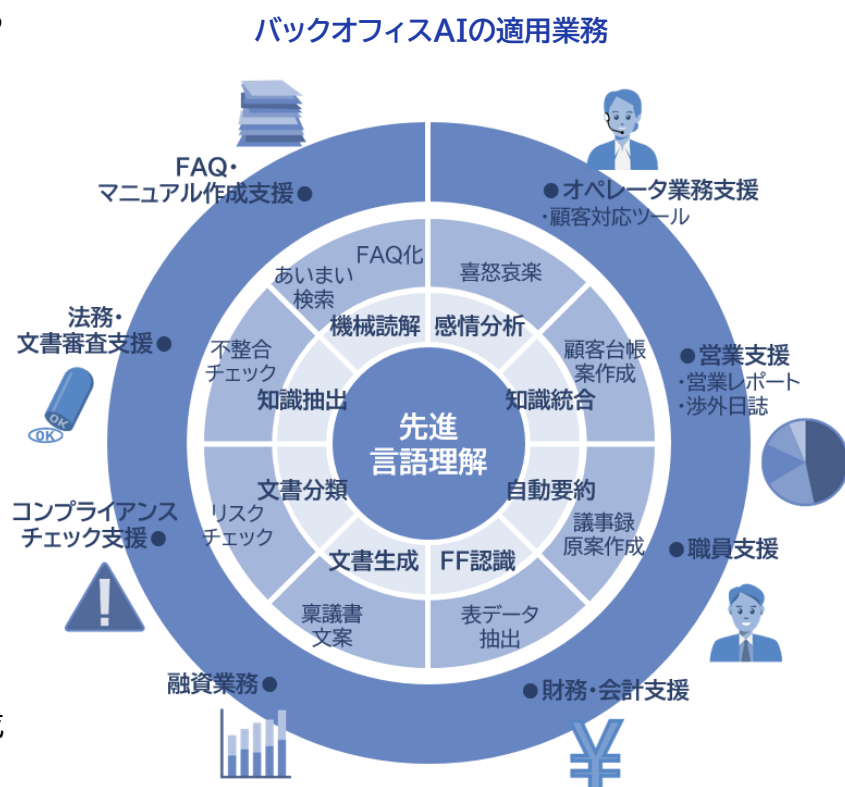 バックオフィスAIの適用業務
FAQ・
マニュアル作成支援●
●オペレータ業務支援
・顧客対応ツール
法務・
文書審査支援●
OK
OK
●営業支援
・営業レポート
・渉外日誌
コンプライアンス
チェック支援●
●職員支援
融資業務●
●財務・会計支援
¥
FAQ化
あいまい
検索
喜怒哀楽
不整合
チェック
顧客台帳
案作成
リスク
チェック
議事録
原案作成
稟議書
文案
表データ
抽出
機械読解
感情分析
知識抽出
知識統合
文書分類
自動要約
文書生成
FF認識
先進
言語理解